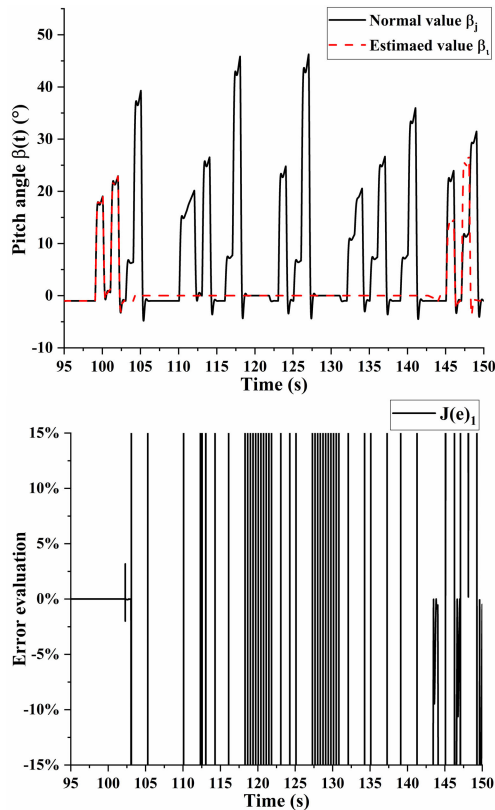 Normal value βj
Estimaed value βι
Pitch angle β(t) (°)
50
40
30
20
10
0
-10
95 100 105 110 115 120 125 130 135 140 145 150
Time (s)
J(e)1
Error evaluation
15%
10%
5%
0%
-5%
-10%
-15%
95 100 105 110 115 120 125 130 135 140 145 150
Time (s)